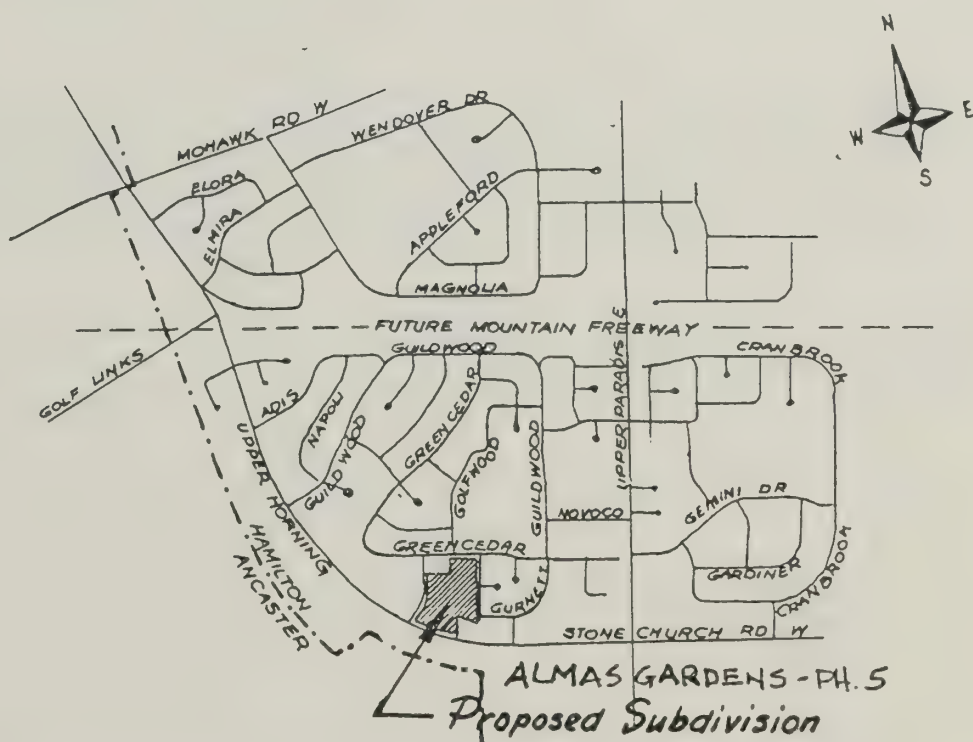 N
E
W
S
MOHAWK RD W
WENDOVER DR
ELORA
ELMIRA
APPLEFORD
MAGNOLIA
FUTURE MOUNTAIN FREEWAY
GOLF LINKS
GUILDWOOD
CRANBROOK
ADIS
NAPOLI
GUILDWOOD
GREEN CEDAR
GOLFWOOD
GUILDWOOD
UPPER PARADISE
UPPER HORNING
NOVOCO
GEMINI DR
GREEN CEDAR
GARDINER
CRANBROOK
HAMILTON
ANCASTER
GURNETT
STONE CHURCH RD W
ALMAS GARDENS - PH. 5
Proposed Subdivision